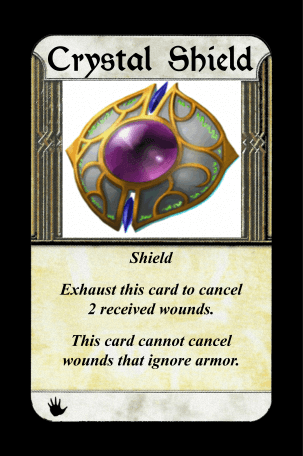 Crystal Shield
Shield
Exhaust this card to cancel
2 received wounds.
This card cannot cancel
wounds that ignore armor.